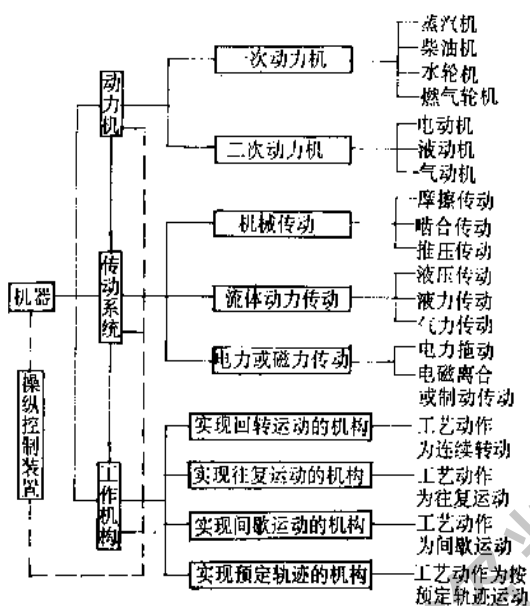 机器
操纵控制装置
动力机
传动系统
工作机构
一次动力机
蒸汽机
柴油机
水轮机
燃气轮机
二次动力机
电动机
液动机
气动机
机械传动
摩擦传动
啮合传动
推压传动
流体动力传动
液压传动
液力传动
气力传动
电力或磁力传动
电力拖动
电磁离合
或制动传动
实现回转运动的机构
工艺动作
为连续转动
实现往复运动的机构
工艺动作
为往复运动
实现间歇运动的机构
工艺动作
为间歇运动
实现预定轨迹的机构
工艺动作为按
预定轨迹运动